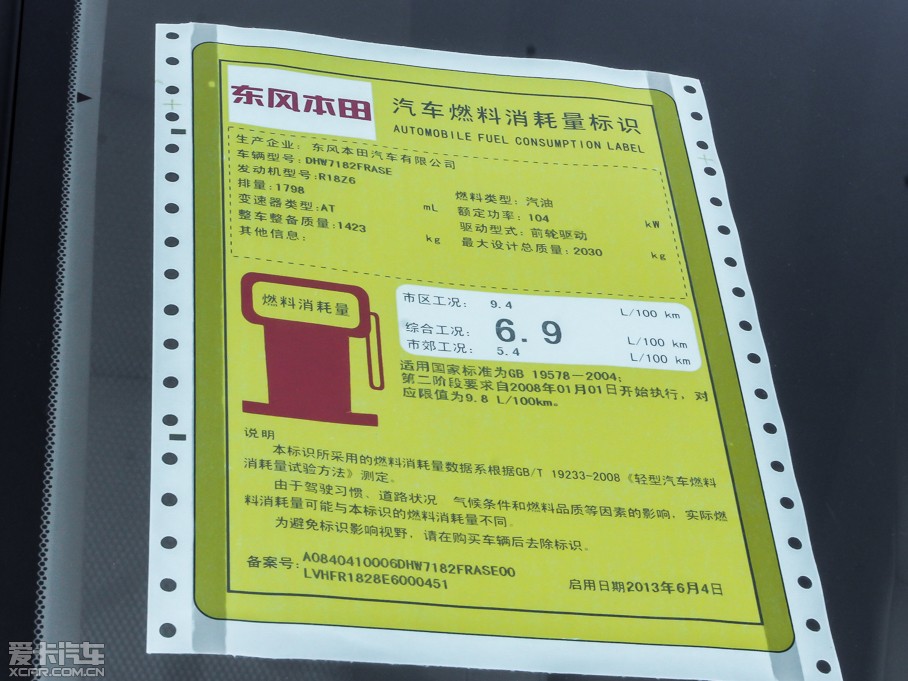 东风本田
汽车燃料消耗量标识
AUTOMOBILE FUEL CONSUMPTION LABEL
生产企业：东风本田汽车有限公司
车辆型号：DHW7182FRASE
发动机型号：R18Z6
燃料类型：汽油
排量：1798 mL
额定功率：104 kW
变速器类型：AT
驱动型式：前轮驱动
整车整备质量：1423 kg
最大设计总质量：2030 kg
其他信息：
燃料消耗量
市区工况： 9.4 L/100 km
综合工况： 6.9 L/100 km
市郊工况： 5.4 L/100 km
适用国家标准为GB 19578－2004；
第二阶段要求自2008年01月01日开始执行，对
应限值为9.8 L/100km。
说明
本标识所采用的燃料消耗量数据系根据GB/T 19233-2008《轻型汽车燃料
消耗量试验方法》测定。
由于驾驶习惯、道路状况 气候条件和燃料品质等因素的影响，实际燃
料消耗量可能与本标识的燃料消耗量不同。
为避免标识影响视野，请在购买车辆后去除标识。
备案号：A0840410006DHW7182FRASE00
LVHFR1828E6000451
启用日期2013年6月4日
爱卡汽车
XCAR.COM.CN